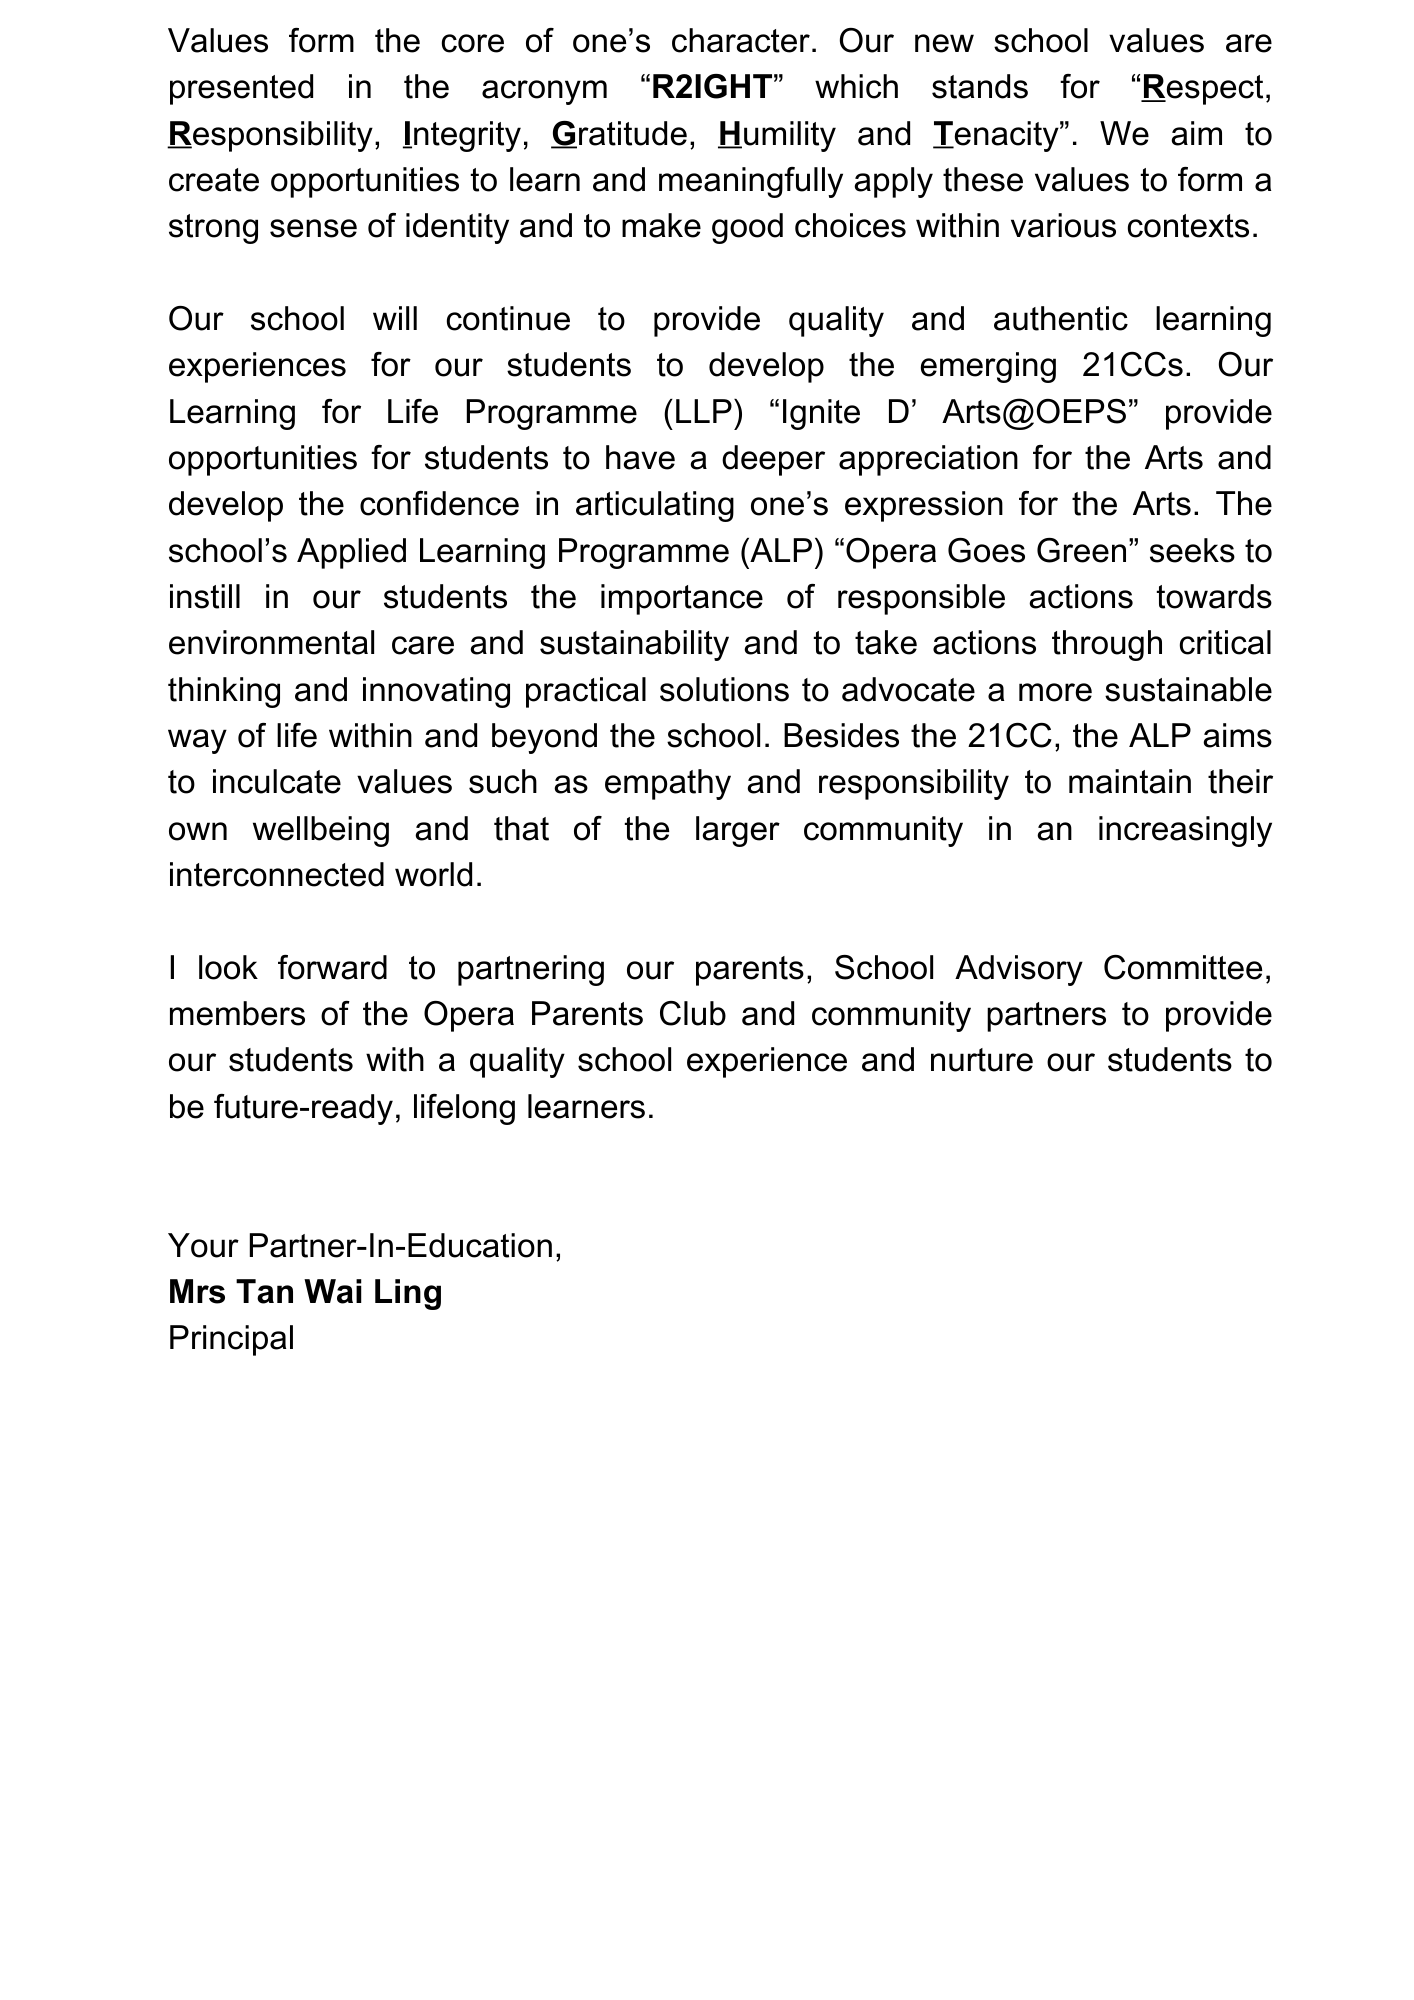 Values form the core of one’s character. Our new school values are
presented in the acronym “R2IGHT” which stands for “Respect,
Responsibility, Integrity, Gratitude, Humility and Tenacity”. We aim to
create opportunities to learn and meaningfully apply these values to form a
strong sense of identity and to make good choices within various contexts.
Our school will continue to provide quality and authentic learning
experiences for our students to develop the emerging 21CCs. Our
Learning for Life Programme (LLP) “Ignite D’ Arts@OEPS” provide
opportunities for students to have a deeper appreciation for the Arts and
develop the confidence in articulating one’s expression for the Arts. The
school’s Applied Learning Programme (ALP) “Opera Goes Green” seeks to
instill in our students the importance of responsible actions towards
environmental care and sustainability and to take actions through critical
thinking and innovating practical solutions to advocate a more sustainable
way of life within and beyond the school. Besides the 21CC, the ALP aims
to inculcate values such as empathy and responsibility to maintain their
own wellbeing and that of the larger community in an increasingly
interconnected world.
I look forward to partnering our parents, School Advisory Committee,
members of the Opera Parents Club and community partners to provide
our students with a quality school experience and nurture our students to
be future-ready, lifelong learners.
Your Partner-In-Education,
Mrs Tan Wai Ling
Principal